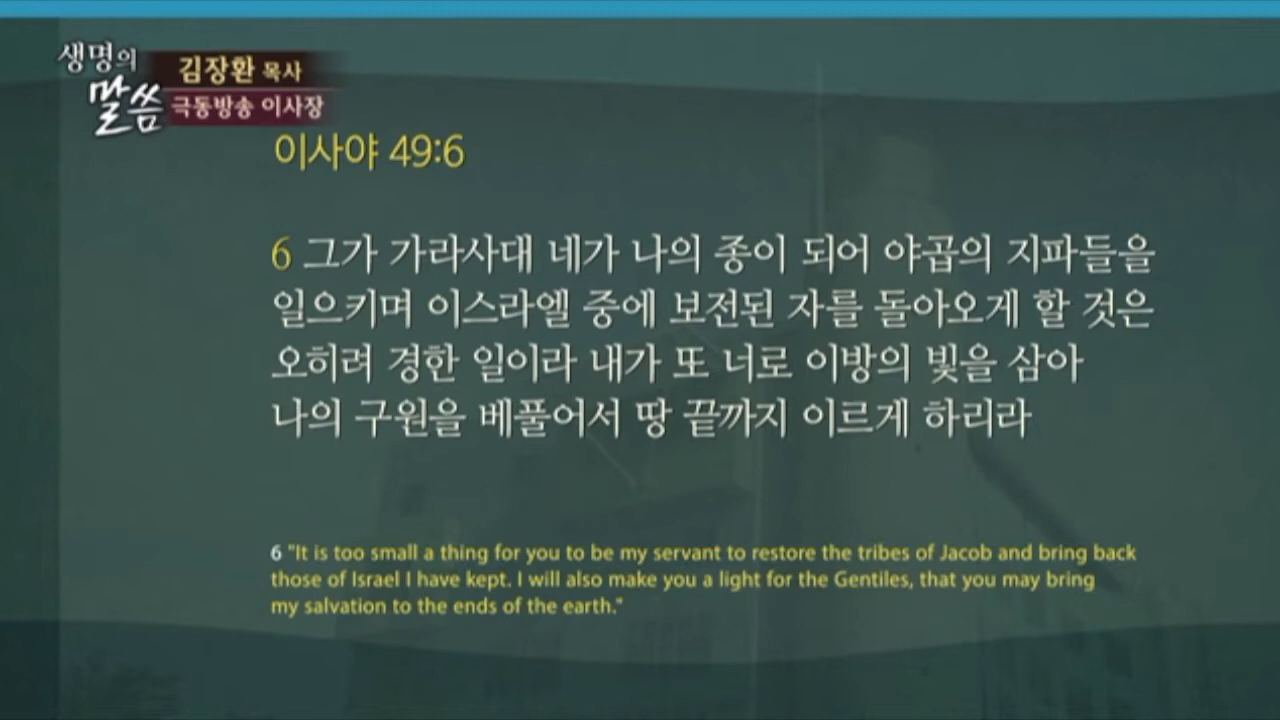 생명의
말씀
김장환 목사
극동방송 이사장
이사야 49:6
6 그가 가라사대 네가 나의 종이 되어 야곱의 지파들을
일으키며 이스라엘 중에 보전된 자를 돌아오게 할 것은
오히려 경한 일이라 내가 또 너로 이방의 빛을 삼아
나의 구원을 베풀어서 땅 끝까지 이르게 하리라
6 "It is too small a thing for you to be my servant to restore the tribes of Jacob and bring back
those of Israel I have kept. I will also make you a light for the Gentiles, that you may bring
my salvation to the ends of the earth."